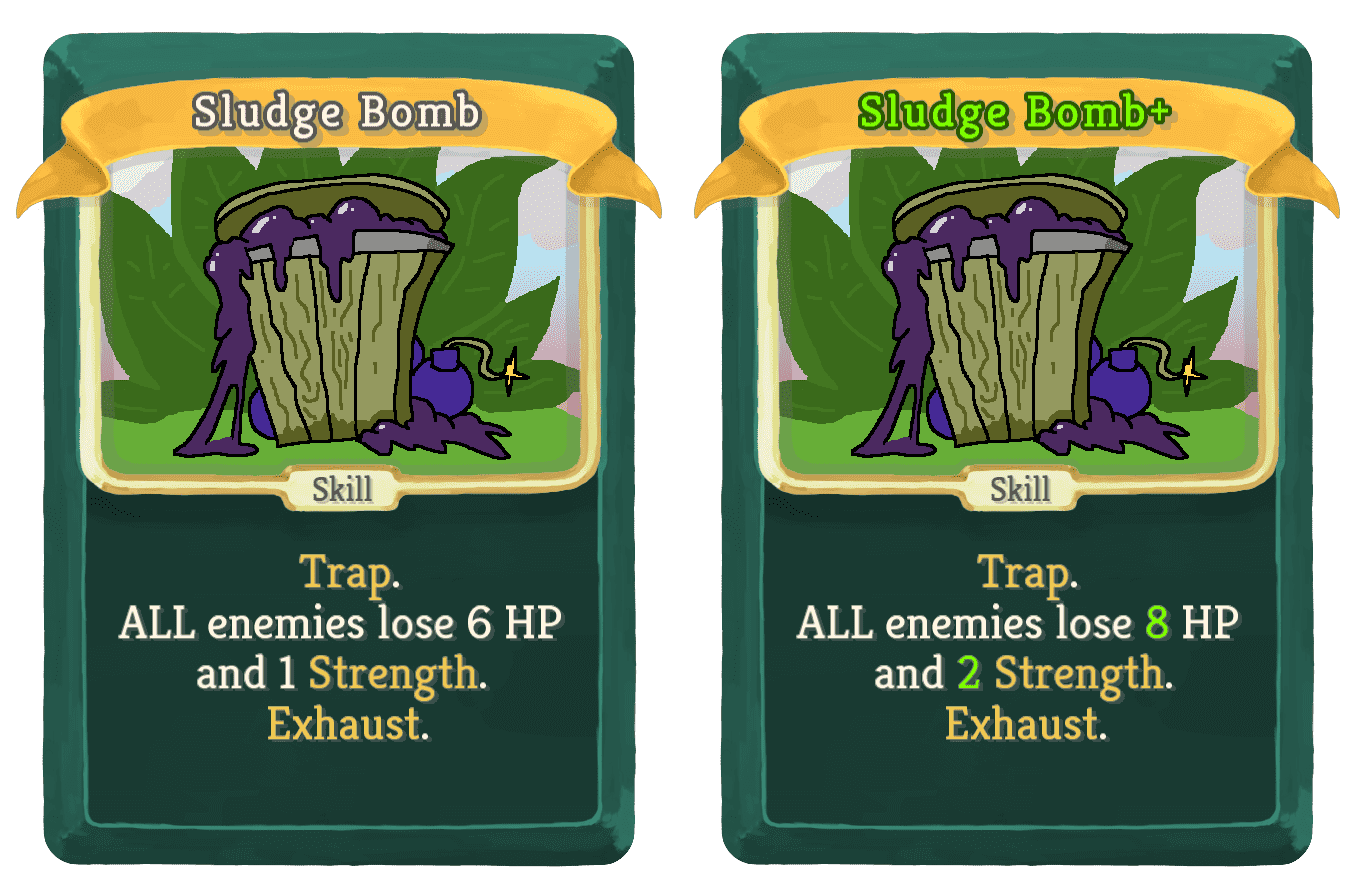 Sludge Bomb
Skill
Trap.
ALL enemies lose 6 HP
and 1 Strength.
Exhaust.
Sludge Bomb+
Skill
Trap.
ALL enemies lose 8 HP
and 2 Strength.
Exhaust.